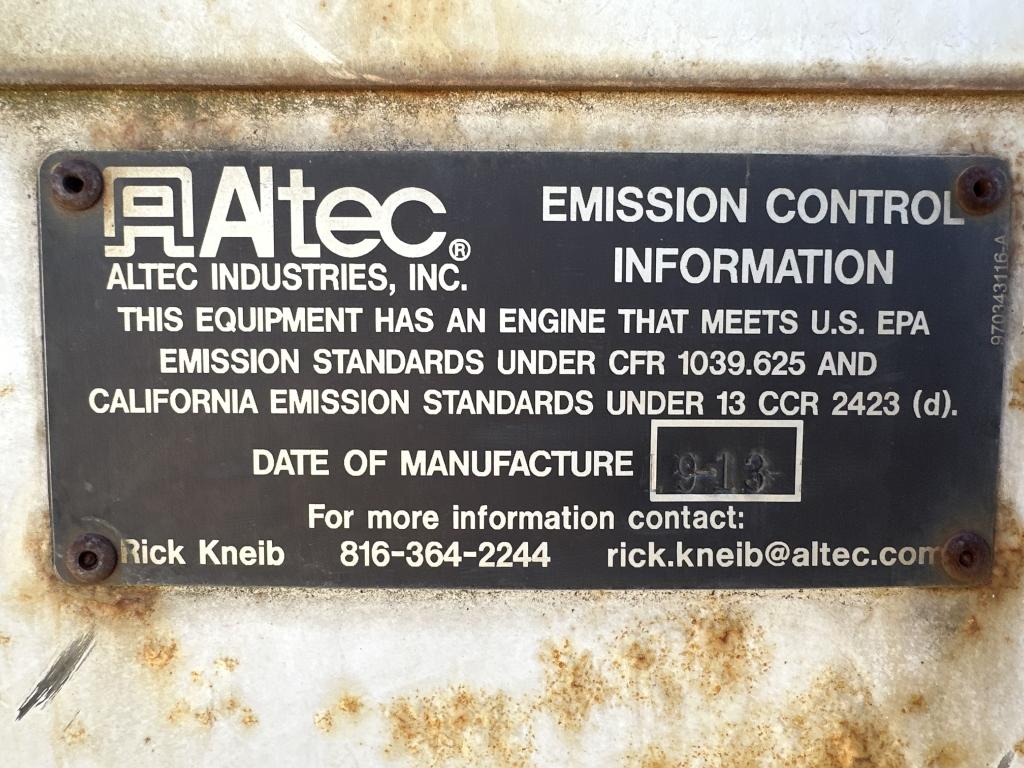 Altec®
ALTEC INDUSTRIES, INC.
EMISSION CONTROL
INFORMATION
THIS EQUIPMENT HAS AN ENGINE THAT MEETS U.S. EPA
EMISSION STANDARDS UNDER CFR 1039.625 AND
CALIFORNIA EMISSION STANDARDS UNDER 13 CCR 2423 (d).
DATE OF MANUFACTURE 9-13
For more information contact:
Rick Kneib 816-364-2244 rick.kneib@altec.com
970343116-A